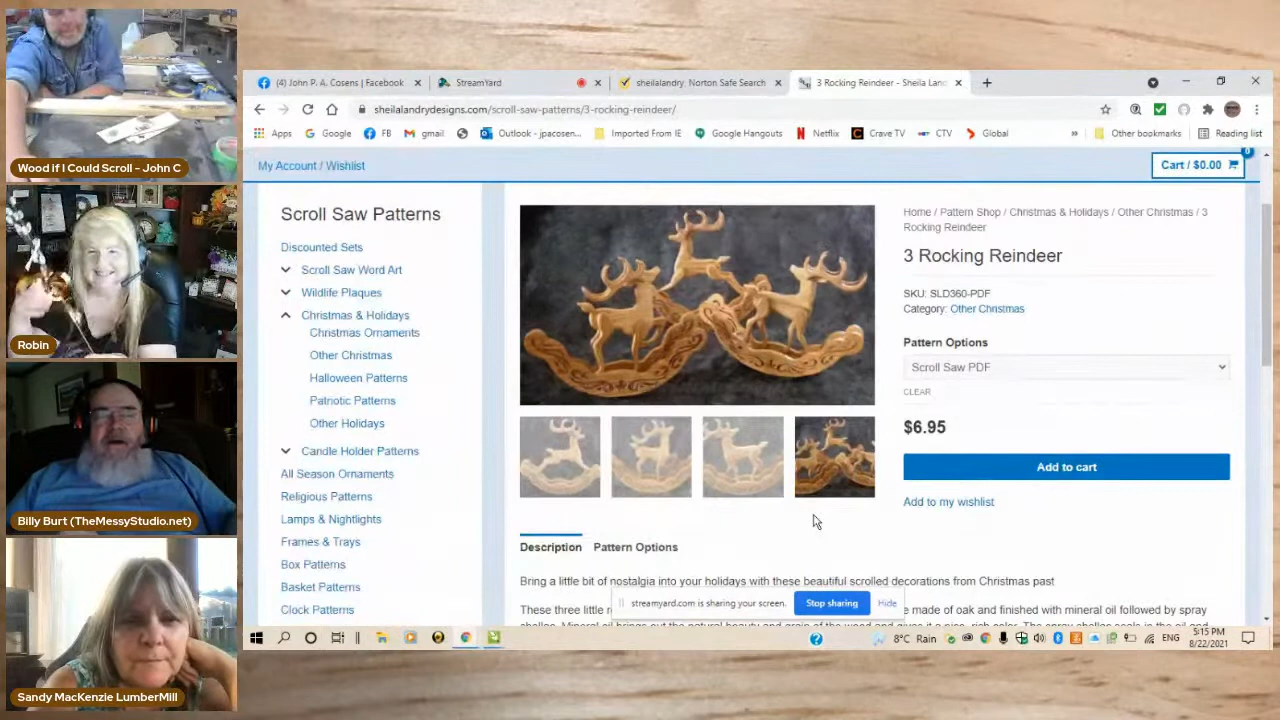 Wood if I Could Scroll - John C
Robin
Billy Burt (TheMessyStudio.net)
Sandy MacKenzie LumberMill
(4) John P. A. Cosens | Facebook
StreamYard
sheilalandry, Norton Safe Search
3 Rocking Reindeer - Sheila Lan
sheilalandrydesigns.com/scroll-saw-patterns/3-rocking-reindeer/
Apps
Google
FB
gmail
Outlook - jpacosen...
Imported From IE
Google Hangouts
Netflix
Crave TV
CTV
Global
»
Other bookmarks
Reading list
My Account / Wishlist
Cart / $0.00
0
Scroll Saw Patterns
Discounted Sets
Scroll Saw Word Art
Wildlife Plaques
Christmas & Holidays
Christmas Ornaments
Other Christmas
Halloween Patterns
Patriotic Patterns
Other Holidays
Candle Holder Patterns
All Season Ornaments
Religious Patterns
Lamps & Nightlights
Frames & Trays
Box Patterns
Basket Patterns
Clock Patterns
Home / Pattern Shop / Christmas & Holidays / Other Christmas / 3
Rocking Reindeer
3 Rocking Reindeer
SKU: SLD360-PDF
Category: Other Christmas
Pattern Options
Scroll Saw PDF
CLEAR
$6.95
Add to cart
Add to my wishlist
Description
Pattern Options
Bring a little bit of nostalgia into your holidays with these beautiful scrolled decorations from Christmas past
These three little r
e made of oak and finished with mineral oil followed by spray
streamyard.com is sharing your screen.
Stop sharing
Hide
8°C Rain
ENG
5:15 PM
8/22/2021